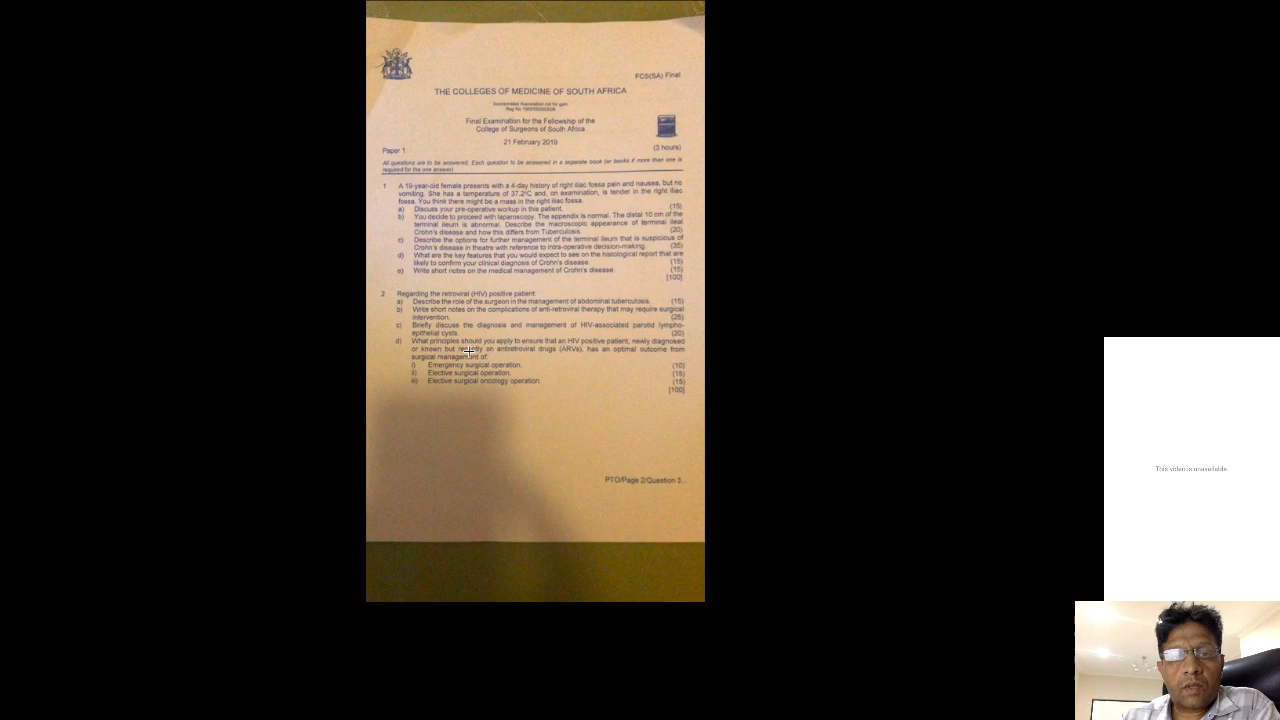 FCS(SA) Final
THE COLLEGES OF MEDICINE OF SOUTH AFRICA
Incorporated Association not for gain
Final Examination for the Fellowship of the
College of Surgeons of South Africa
21 February 2019
Paper 1 (3 hours)
All questions are to be answered. Each question to be answered in a separate book (or books if more than one is
required for the one answer)
1 A 19-year-old female presents with a 4-day history of right iliac fossa pain and nausea, but no
vomiting. She has a temperature of 37.2°C and, on examination, is tender in the right iliac
fossa. You think there might be a mass in the right iliac fossa.
a) Discuss your pre-operative workup in this patient. (15)
b) You decide to proceed with laparoscopy. The appendix is normal. The distal 10 cm of the
terminal ileum is abnormal. Describe the macroscopic appearance of terminal ileal
Crohn's disease and how this differs from Tuberculosis. (20)
c) Describe the options for further management of the terminal ileum that is suspicious of
Crohn's disease in theatre with reference to intra-operative decision-making. (35)
d) What are the key features that you would expect to see on the histological report that are
likely to confirm your clinical diagnosis of Crohn's disease. (15)
e) Write short notes on the medical management of Crohn's disease. (15)
[100]
2 Regarding the retroviral (HIV) positive patient:
a) Describe the role of the surgeon in the management of abdominal tuberculosis. (15)
b) Write short notes on the complications of anti-retroviral therapy that may require surgical
intervention. (25)
c) Briefly discuss the diagnosis and management of HIV-associated parotid lympho-
epithelial cysts. (20)
d) What principles should you apply to ensure that an HIV positive patient, newly diagnosed
or known but recently on antiretroviral drugs (ARVs), has an optimal outcome from
surgical management of:
i) Emergency surgical operation. (10)
ii) Elective surgical operation. (15)
iii) Elective surgical oncology operation. (15)
[100]
PTO/Page 2/Question 3...
This video is unavailable